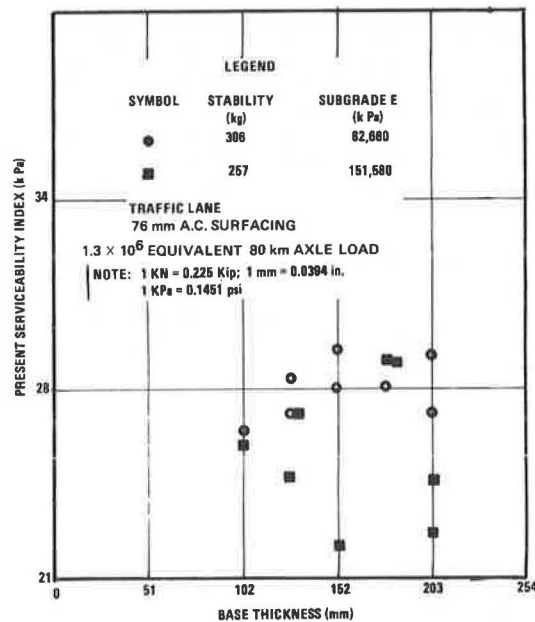 LEGEND
SYMBOL STABILITY SUBGRADE E
(kg) (k Pa)
306 82,680
257 151,580
TRAFFIC LANE
76 mm A.C. SURFACING
1.3 × 10⁶ EQUIVALENT 80 km AXLE LOAD
NOTE: 1 KN = 0.225 Kip; 1 mm = 0.0394 in.
1 KPa = 0.1451 psi
PRESENT SERVICEABILITY INDEX (k Pa)
34
28
21
0 51 102 152 203 254
BASE THICKNESS (mm)